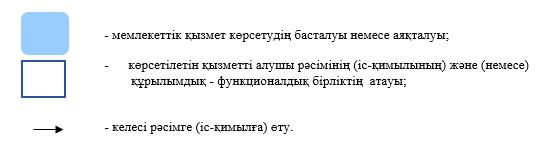 - мемлекеттік қызмет көрсетудің басталуы немесе аяқталуы;
- көрсетілетін қызметті алушы рәсімінің (іс-қимылының) және (немесе)
құрылымдық - функционалдық бірліктің атауы;
- келесі рәсімге (іс-қимылға) өту.